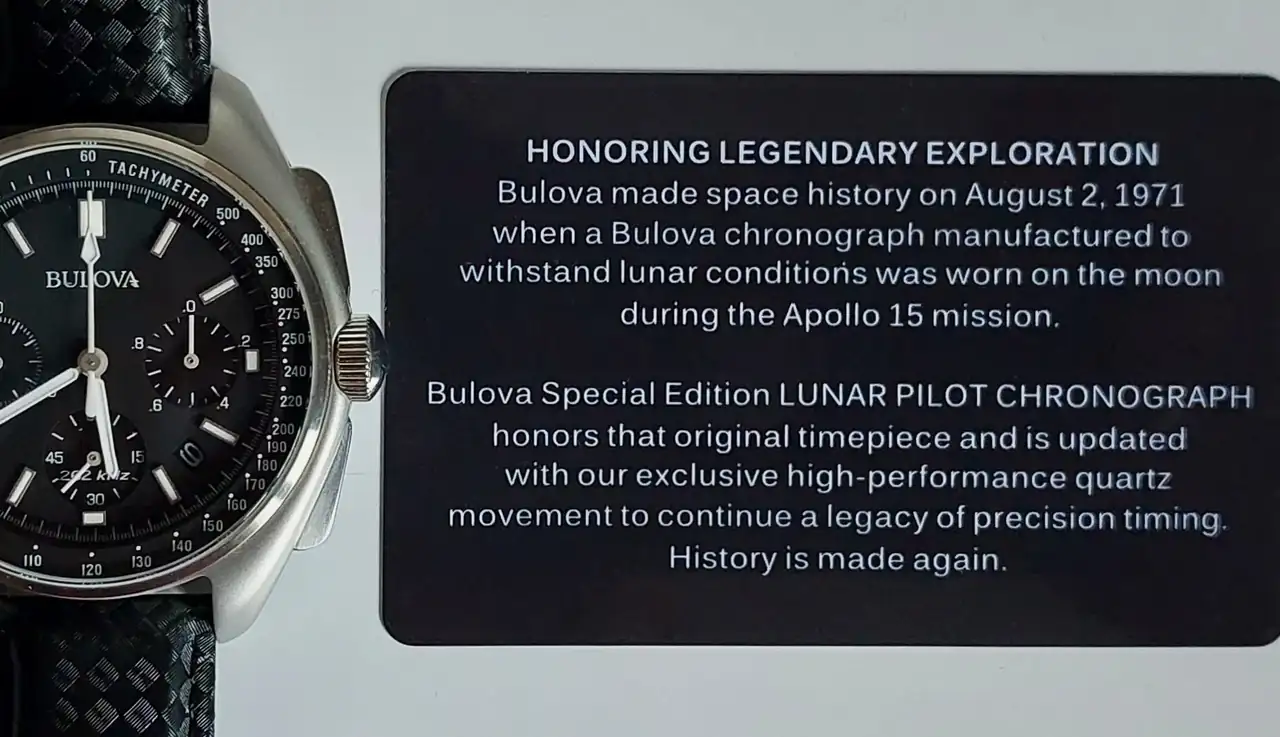 60
TACHYMETER
500
400
350
300
275
250
240
220
200
190
180
170
160
150
140
130
120
110
BULOVA
.0
.2
.4
.6
.8
45
15
30
262 kHz
HONORING LEGENDARY EXPLORATION
Bulova made space history on August 2, 1971
when a Bulova chronograph manufactured to
withstand lunar conditions was worn on the moon
during the Apollo 15 mission.
Bulova Special Edition LUNAR PILOT CHRONOGRAPH
honors that original timepiece and is updated
with our exclusive high-performance quartz
movement to continue a legacy of precision timing.
History is made again.